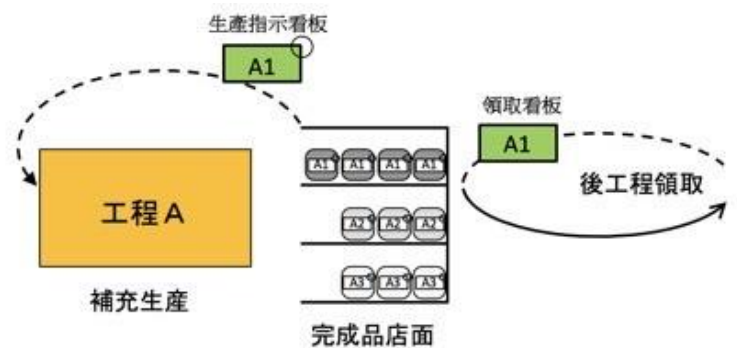 生產指示看板
A1
領取看板
A1
A1 A1 A1 A1
工程A
後工程領取
A2 A2 A2
A3 A3 A3
補充生産
完成品店面